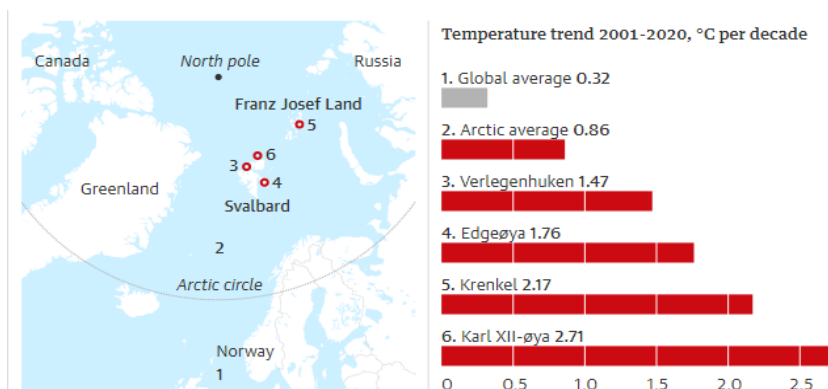 Canada
North pole
Russia
Franz Josef Land
5
6
3
4
Greenland
Svalbard
2
Arctic circle
Norway
1
Temperature trend 2001-2020, °C per decade
1. Global average 0.32
2. Arctic average 0.86
3. Verlegenhuken 1.47
4. Edgeøya 1.76
5. Krenkel 2.17
6. Karl XII-øya 2.71
0 0.5 1.0 1.5 2.0 2.5